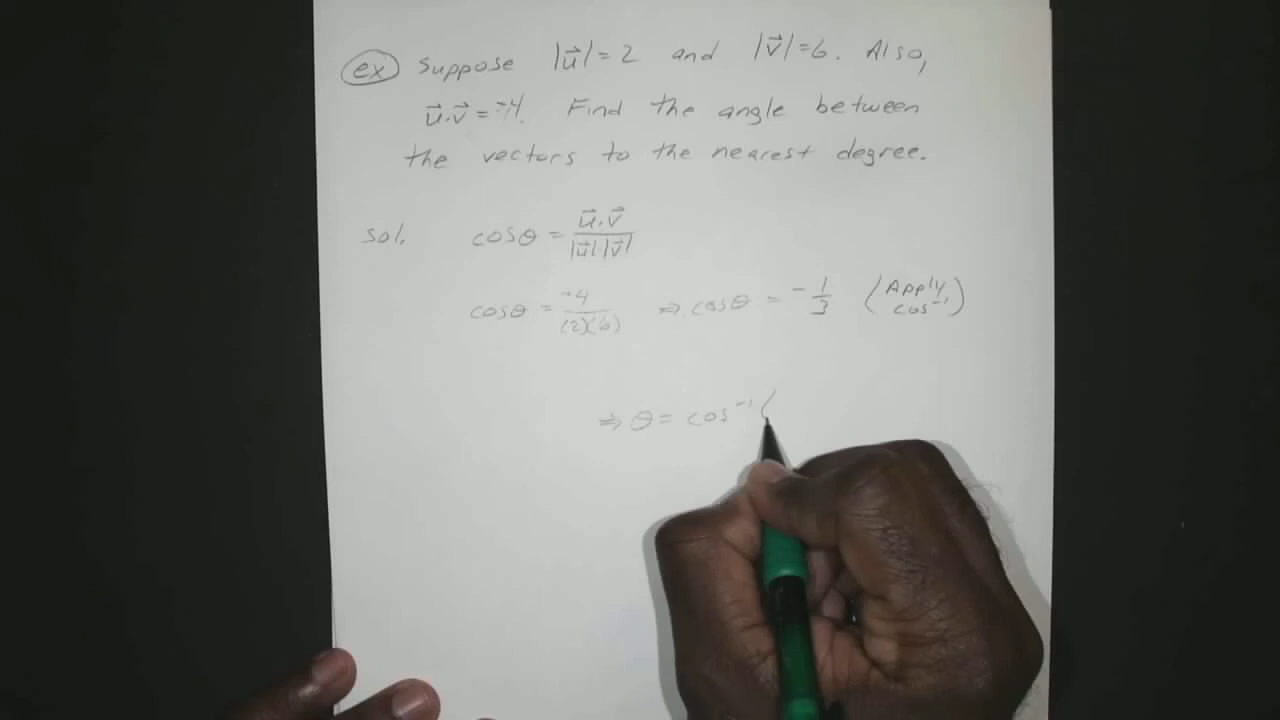 ex Suppose |u⃗|=2 and |v⃗|=6. Also,
u⃗.v⃗ = -4. Find the angle between
the vectors to the nearest degree.
Sol. cosθ = u⃗.v⃗ / |u⃗|.|v⃗|
cosθ = -4 / (2)(6) ⇒ cosθ = - 1/3 (Apply cos⁻¹)
⇒ θ = cos⁻¹(